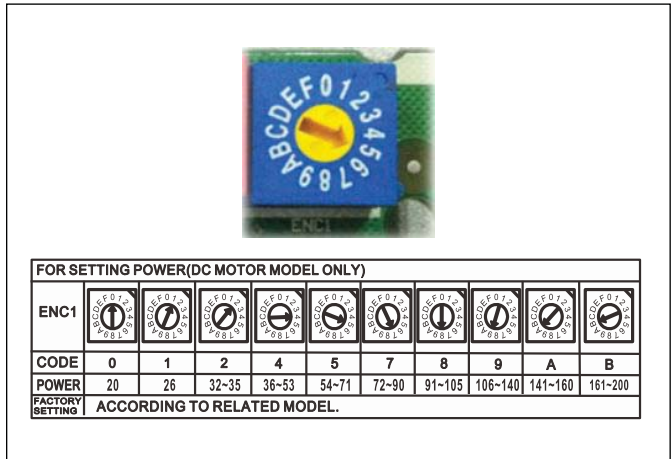 0123456789ABCDEF
ENC1
FOR SETTING POWER(DC MOTOR MODEL ONLY)
ENC1
CODE 0 1 2 4 5 7 8 9 A B
POWER 20 26 32~35 36~53 54~71 72~90 91~105 106~140 141~160 161~200
FACTORY SETTING ACCORDING TO RELATED MODEL.